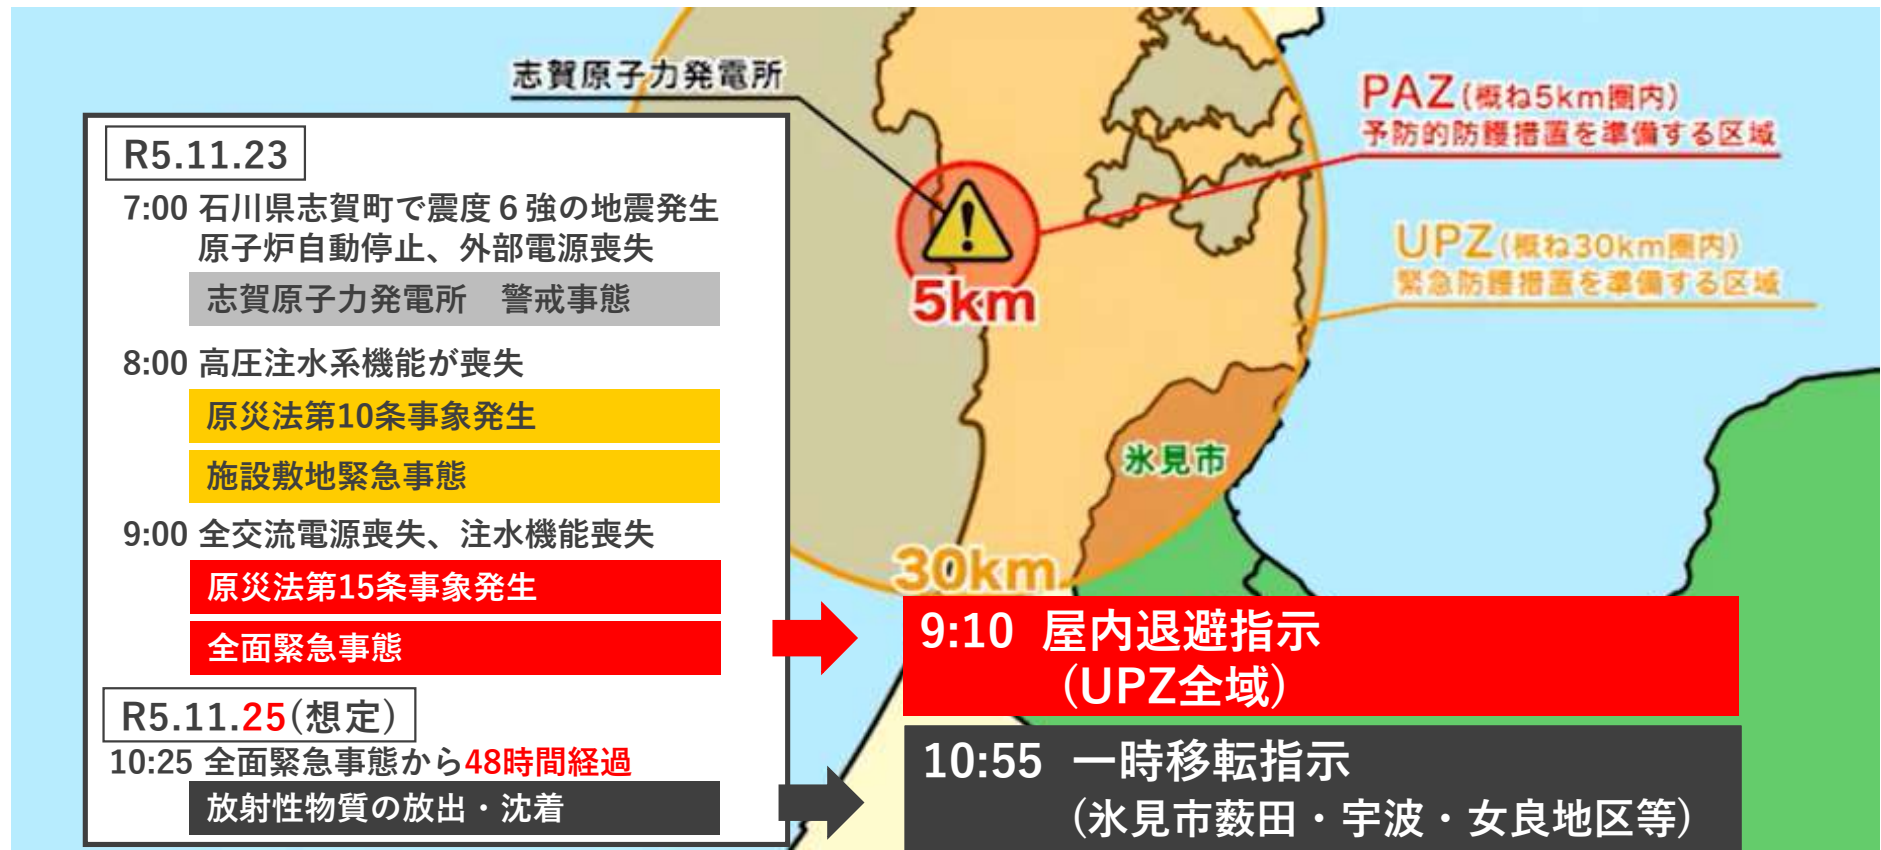 志賀原子力発電所
PAZ(概ね5km圏内)
予防的防護措置を準備する区域
UPZ(概ね30km圏内)
緊急防護措置を準備する区域
5km
氷見市
30km
R5.11.23
7:00 石川県志賀町で震度６強の地震発生
原子炉自動停止、外部電源喪失
志賀原子力発電所　警戒事態
8:00 高圧注水系機能が喪失
原災法第10条事象発生
施設敷地緊急事態
9:00 全交流電源喪失、注水機能喪失
原災法第15条事象発生
全面緊急事態
9:10 屋内退避指示
(UPZ全域)
R5.11.25(想定)
10:25 全面緊急事態から48時間経過
放射性物質の放出・沈着
10:55 一時移転指示
(氷見市薮田・宇波・女良地区等)